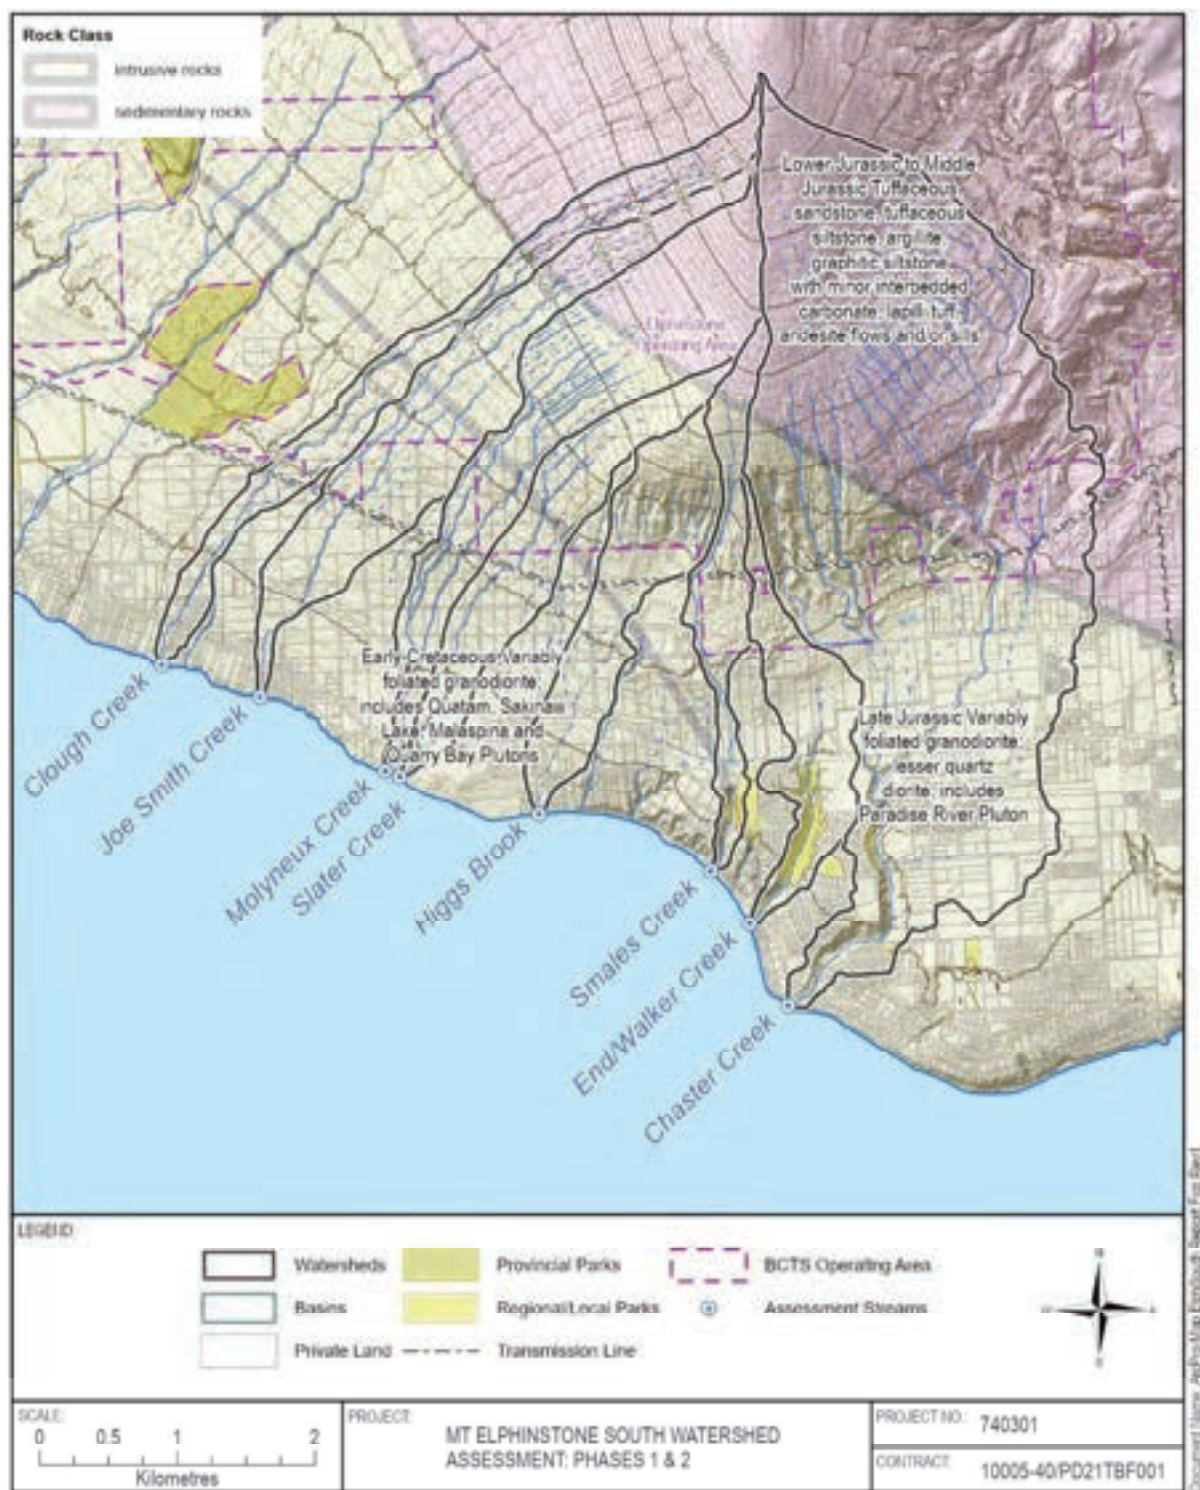 Rock Class
intrusive rocks
sedimentary rocks
Lower Jurassic to Middle
Jurassic Tuffaceous
sandstone, tuffaceous
siltstone, argillite,
graphitic siltstone
with minor interbedded
carbonate, lapilli tuff,
andesite flows and/or sills
Elphinstone
Operating Area
Early Cretaceous Variably
foliated granodiorite;
includes Quatam, Sakinaw
Lake, Malaspina and
Quarry Bay Plutons
Late Jurassic Variably
foliated granodiorite;
lesser quartz
diorite; includes
Paradise River Pluton
Clough Creek
Joe Smith Creek
Molyneux Creek
Slater Creek
Higgs Brook
Smales Creek
End/Walker Creek
Chaster Creek
LEGEND
Watersheds
Provincial Parks
BCTS Operating Area
Basins
Regional/Local Parks
Assessment Streams
Private Land
Transmission Line
SCALE:
0 0.5 1 2
Kilometres
PROJECT:
MT ELPHINSTONE SOUTH WATERSHED
ASSESSMENT: PHASES 1 & 2
PROJECT NO.: 740301
CONTRACT: 10005-40/PD21TBF001